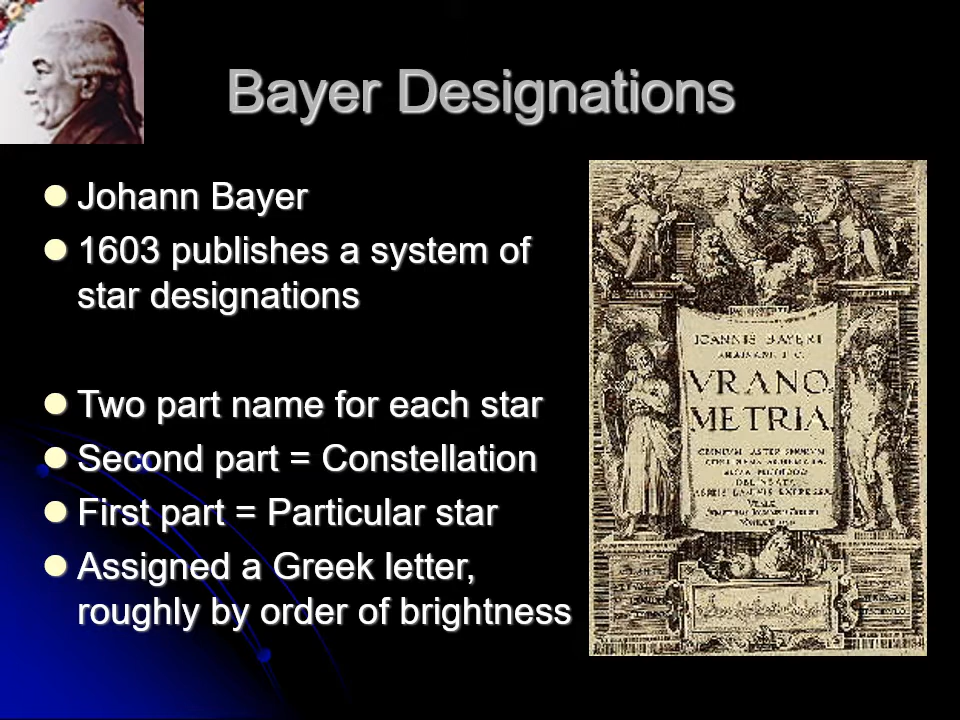 Bayer Designations
Johann Bayer
1603 publishes a system of
star designations
Two part name for each star
Second part = Constellation
First part = Particular star
Assigned a Greek letter,
roughly by order of brightness
IOANNIS BAYERI
VRANO
METRIA